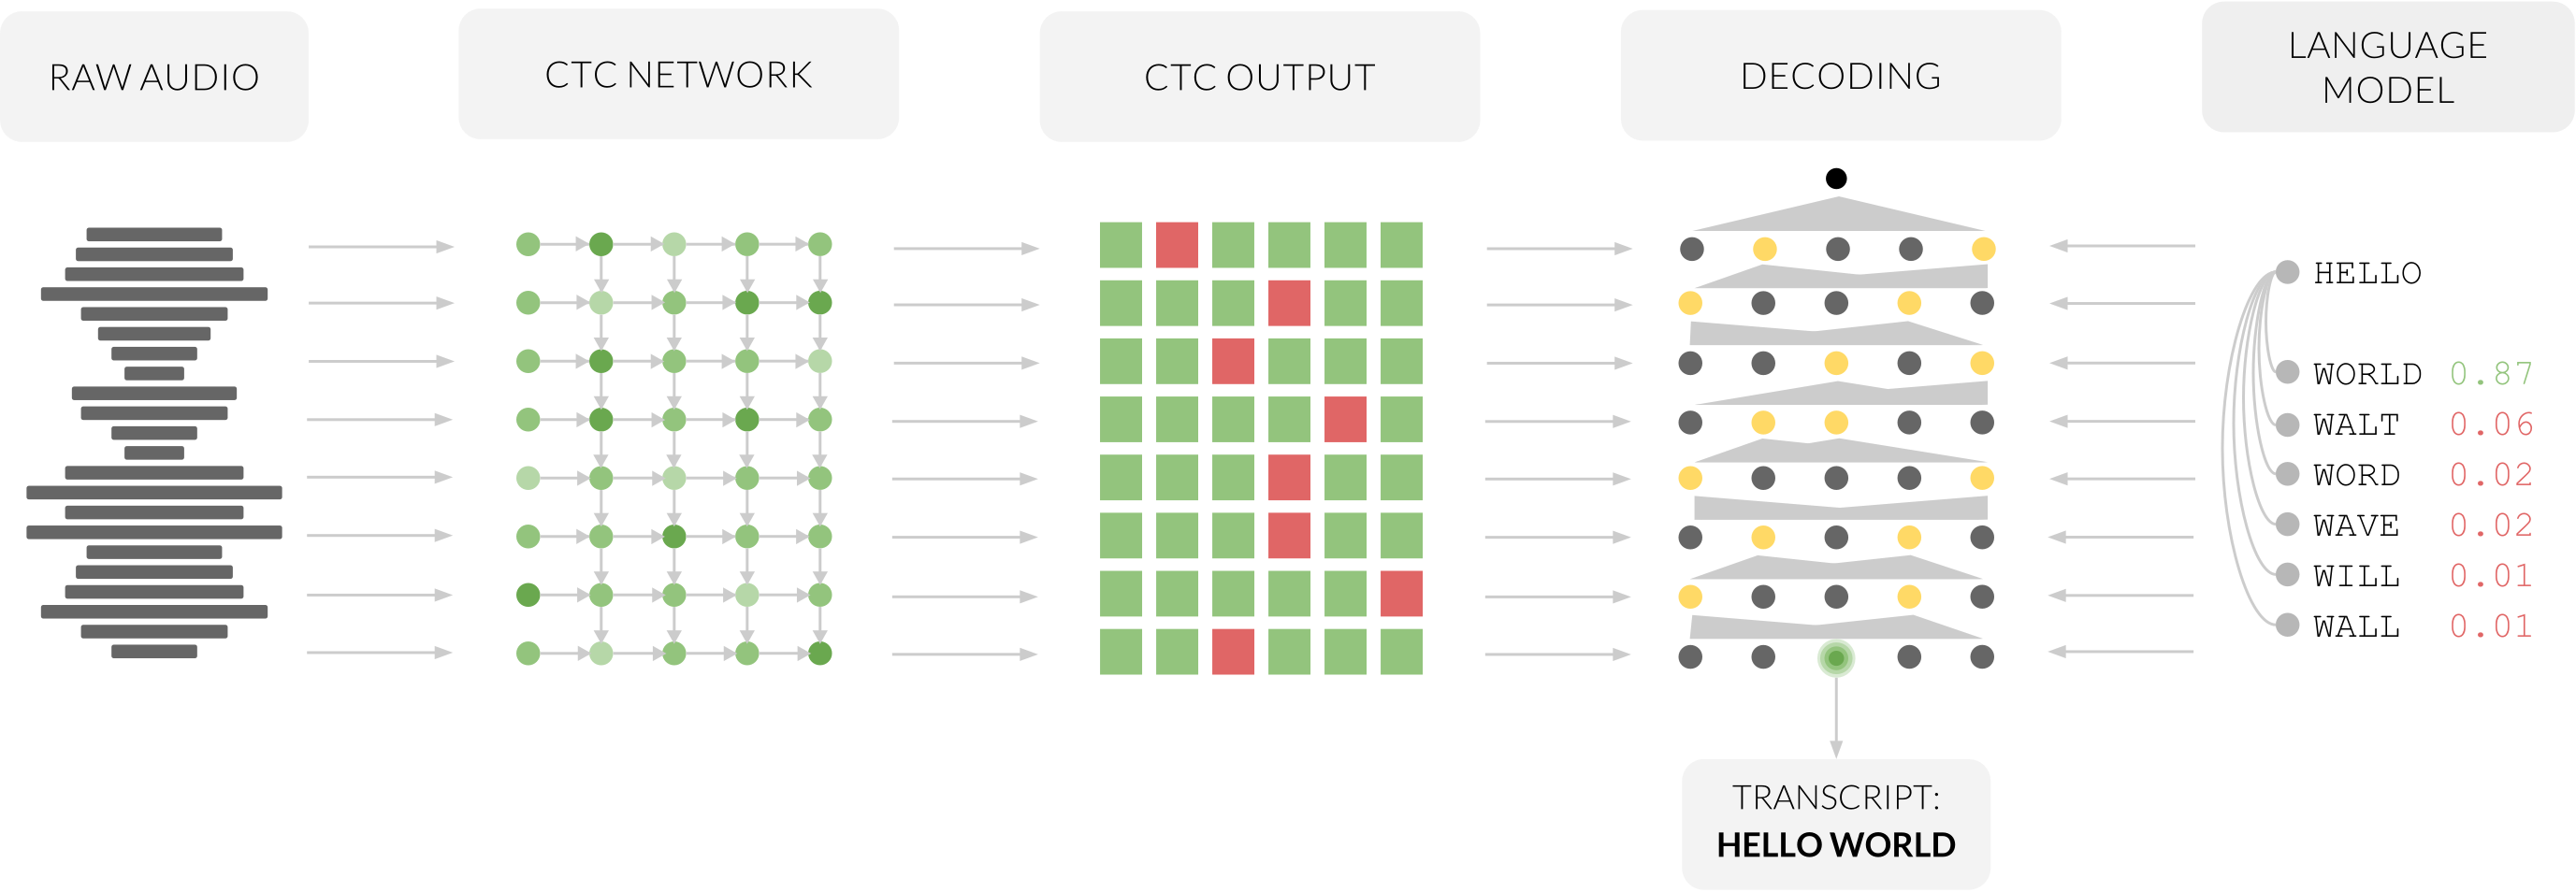 RAW AUDIO
CTC NETWORK
CTC OUTPUT
DECODING
LANGUAGE
MODEL
HELLO
WORLD 0.87
WALT 0.06
WORD 0.02
WAVE 0.02
WILL 0.01
WALL 0.01
TRANSCRIPT:
HELLO WORLD